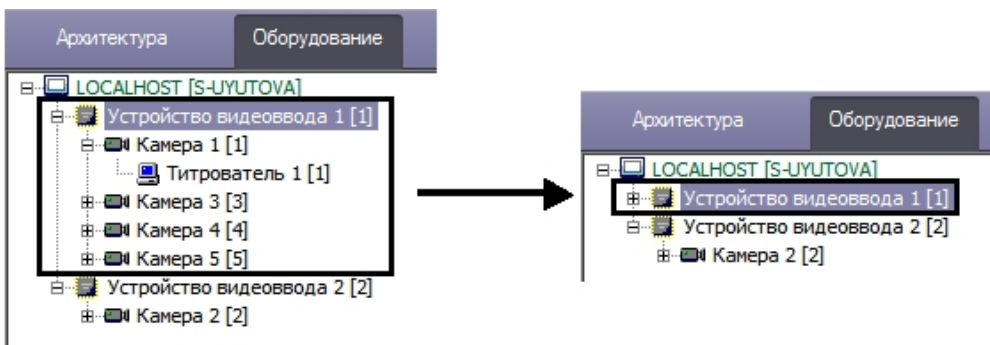 Архитектура Оборудование
LOCALHOST [S-UYUTOVA]
Устройство видеоввода 1 [1]
Камера 1 [1]
Титрователь 1 [1]
Камера 3 [3]
Камера 4 [4]
Камера 5 [5]
Устройство видеоввода 2 [2]
Камера 2 [2]
Архитектура Оборудование
LOCALHOST [S-UYUTOVA]
Устройство видеоввода 1 [1]
Устройство видеоввода 2 [2]
Камера 2 [2]